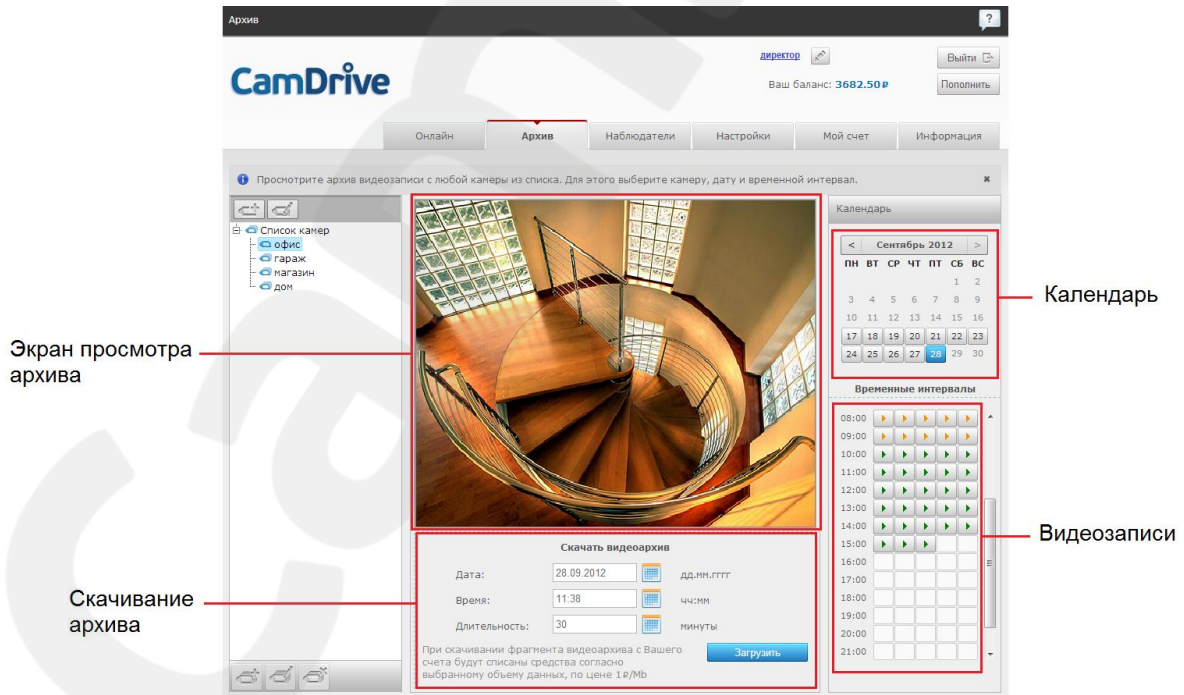 Архив
?
CamDrive
директор
Выйти
Ваш баланс: 3682.50 ₽
Пополнить
Онлайн
Архив
Наблюдатели
Настройки
Мой счет
Информация
Просмотрите архив видеозаписи с любой камеры из списка. Для этого выберите камеру, дату и временной интервал.
Список камер
офис
гараж
магазин
дом
Календарь
< Сентябрь 2012 >
ПН ВТ СР ЧТ ПТ СБ ВС
1 2
3 4 5 6 7 8 9
10 11 12 13 14 15 16
17 18 19 20 21 22 23
24 25 26 27 28 29 30
Календарь
Экран просмотра
архива
Временные интервалы
08:00
09:00
10:00
11:00
12:00
13:00
14:00
15:00
16:00
17:00
18:00
19:00
20:00
21:00
Видеозаписи
Скачать видеоархив
Дата: 28.09.2012 дд.мм.гггг
Время: 11:38 чч:мм
Длительность: 30 минуты
При скачивании фрагмента видеоархива с Вашего
счета будут списаны средства согласно
выбранному объему данных, по цене 1₽/Mb
Загрузить
Скачивание
архива